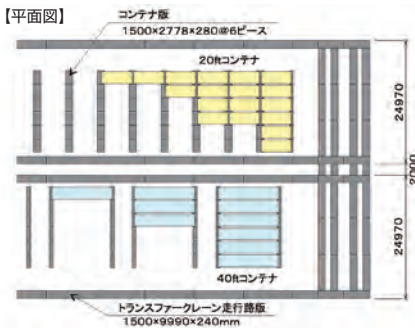 【平面図】
コンテナ版
1500×2778×280@6ピース
20ftコンテナ
24970
2000
24970
40ftコンテナ
トランスファークレーン走行路版
1500×9990×240mm